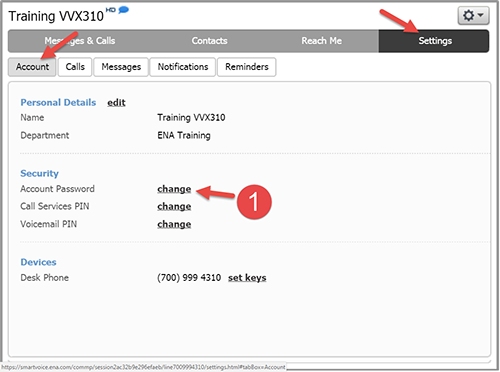 Training VVX310 HD
Messages & Calls Contacts Reach Me Settings
Account Calls Messages Notifications Reminders
Personal Details edit
Name Training VVX310
Department ENA Training
Security
Account Password change
1
Call Services PIN change
Voicemail PIN change
Devices
Desk Phone (700) 999 4310 set keys
https://smartvoice.ena.com/commp/session2ac32b9e296efaeb/line7009994310/settings.html#tabBox=Account